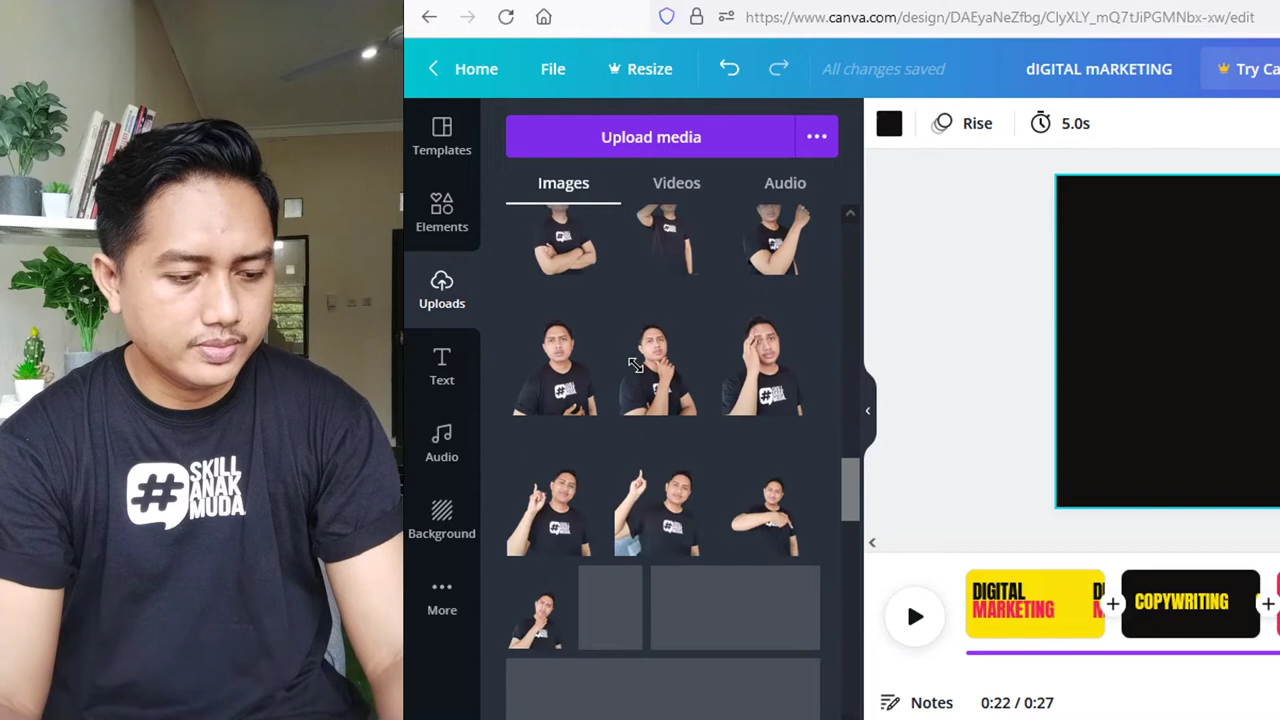 https://www.canva.com/design/DAEyaNeZfbg/CIyXLY_mQ7tJiPGMNbx-xw/edit
Home
File
Resize
All changes saved
dIGITAL mARKETING
Try Ca
Templates
Elements
Uploads
Text
Audio
Background
More
Upload media
Images
Videos
Audio
Rise
5.0s
#SKILL
ANAK
MUDA
DIGITAL
MARKETING
COPYWRITING
Notes
0:22 / 0:27